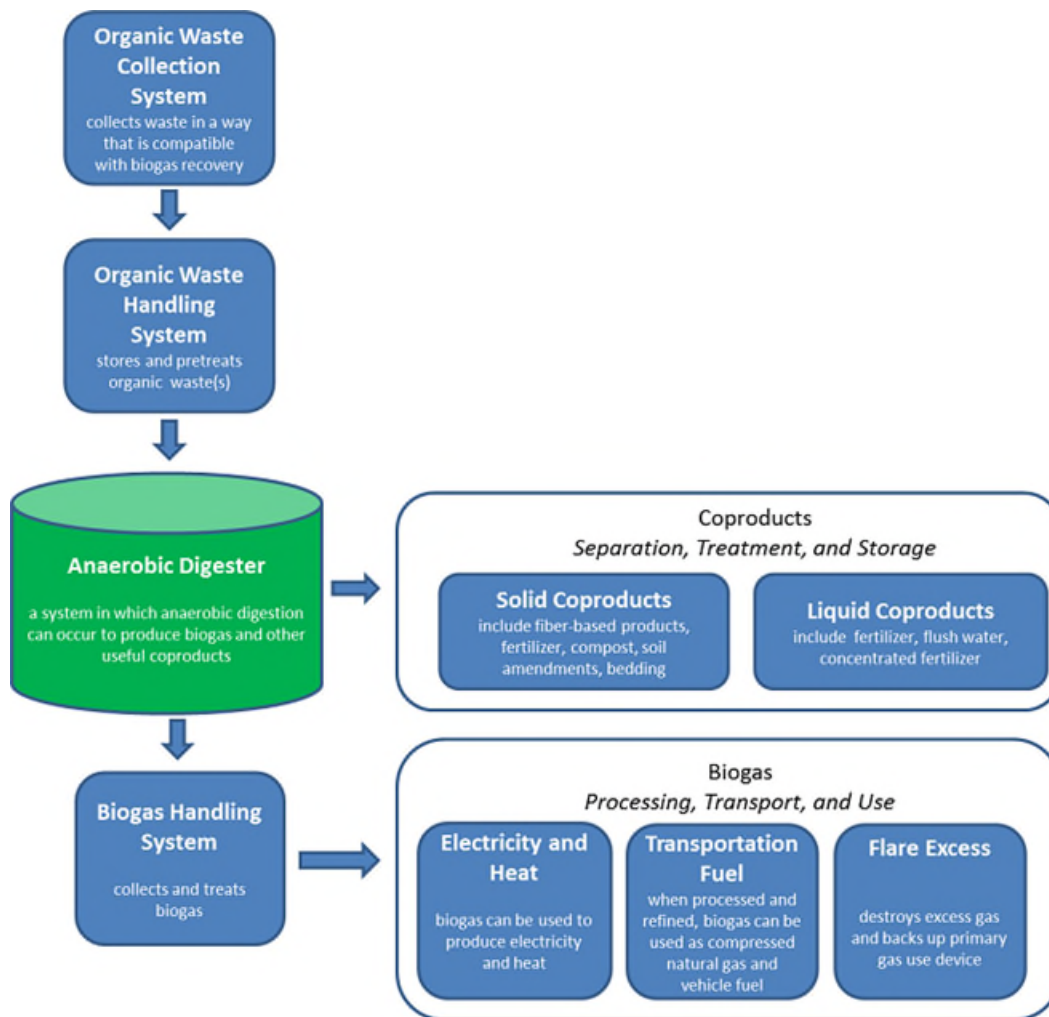 Organic Waste
Collection
System
collects waste in a way
that is compatible
with biogas recovery
Organic Waste
Handling
System
stores and pretreats
organic waste(s)
Anaerobic Digester
a system in which anaerobic digestion
can occur to produce biogas and other
useful coproducts
Coproducts
Separation, Treatment, and Storage
Solid Coproducts
include fiber-based products,
fertilizer, compost, soil
amendments, bedding
Liquid Coproducts
include fertilizer, flush water,
concentrated fertilizer
Biogas Handling
System
collects and treats
biogas
Biogas
Processing, Transport, and Use
Electricity and
Heat
biogas can be used to
produce electricity
and heat
Transportation
Fuel
when processed and
refined, biogas can be
used as compressed
natural gas and
vehicle fuel
Flare Excess
destroys excess gas
and backs up primary
gas use device